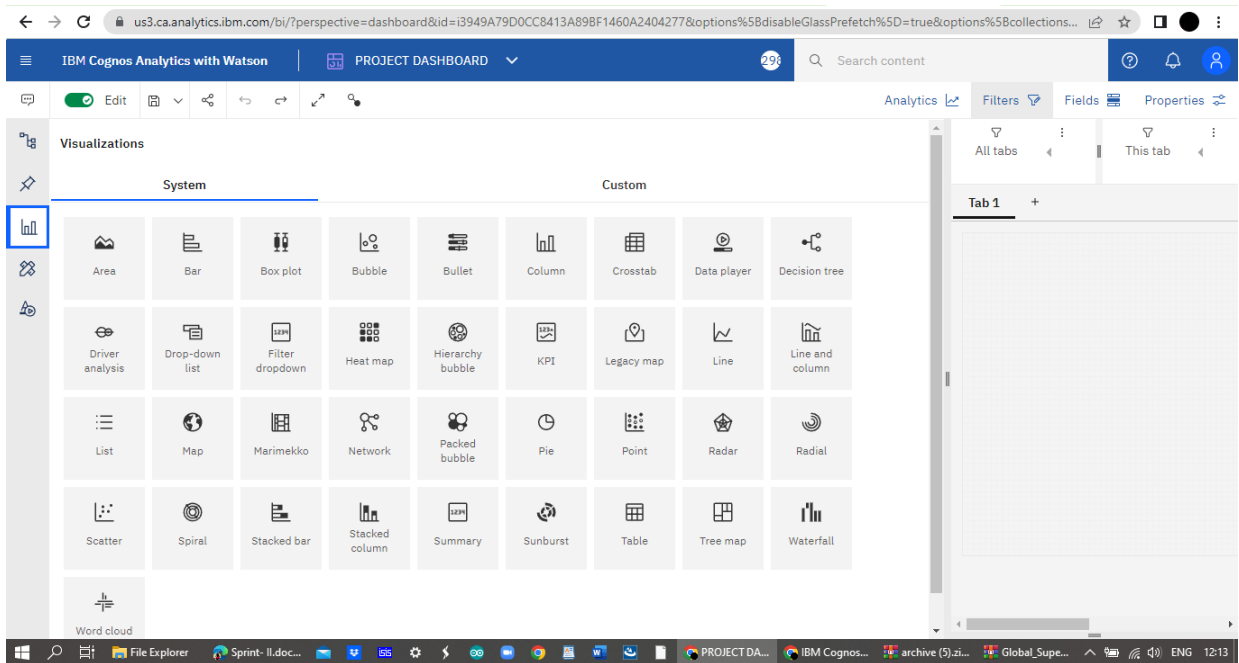 us3.ca.analytics.ibm.com/bi/?perspective=dashboard&id=i3949A79D0CC8413A89BF1460A2404277&options%5BdisableGlassPrefetch%5D=true&options%5Bcollections...
IBM Cognos Analytics with Watson
PROJECT DASHBOARD
298
Search content
Edit
Analytics
Filters
Fields
Properties
Visualizations
All tabs
This tab
System
Custom
Tab 1 +
Area
Bar
Box plot
Bubble
Bullet
Column
Crosstab
Data player
Decision tree
Driver
analysis
Drop-down
list
1234
Filter
dropdown
Heat map
Hierarchy
bubble
123
KPI
Legacy map
Line
Line and
column
List
Map
Marimekko
Network
Packed
bubble
Pie
Point
Radar
Radial
Scatter
Spiral
Stacked bar
Stacked
column
1234
Summary
Sunburst
Table
Tree map
Waterfall
Word cloud
File Explorer
Sprint- II.doc...
PROJECT DA...
IBM Cognos...
archive (5).zi...
Global_Supe...
ENG
12:13